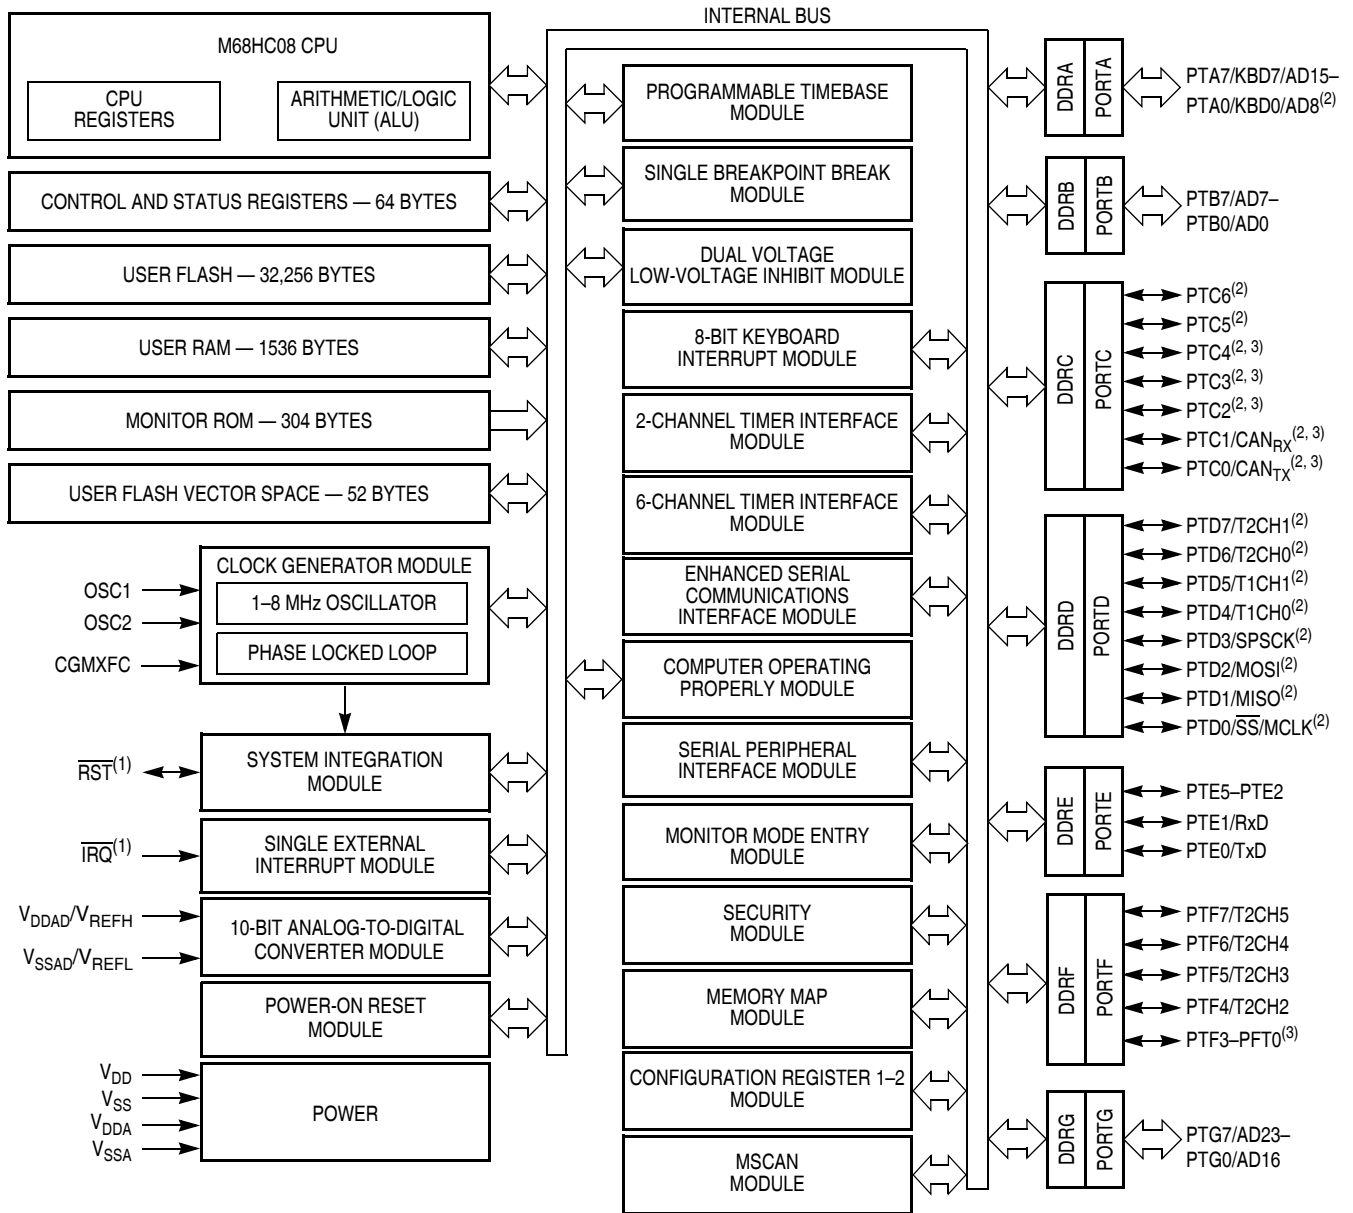 INTERNAL BUS
M68HC08 CPU
CPU
REGISTERS
ARITHMETIC/LOGIC
UNIT (ALU)
CONTROL AND STATUS REGISTERS — 64 BYTES
USER FLASH — 32,256 BYTES
USER RAM — 1536 BYTES
MONITOR ROM — 304 BYTES
USER FLASH VECTOR SPACE — 52 BYTES
CLOCK GENERATOR MODULE
1–8 MHz OSCILLATOR
PHASE LOCKED LOOP
OSC1
OSC2
CGMXFC
SYSTEM INTEGRATION
MODULE
RST(1)
SINGLE EXTERNAL
INTERRUPT MODULE
IRQ(1)
10-BIT ANALOG-TO-DIGITAL
CONVERTER MODULE
VDDAD/VREFH
VSSAD/VREFL
POWER-ON RESET
MODULE
POWER
VDD
VSS
VDDA
VSSA
PROGRAMMABLE TIMEBASE
MODULE
SINGLE BREAKPOINT BREAK
MODULE
DUAL VOLTAGE
LOW-VOLTAGE INHIBIT MODULE
8-BIT KEYBOARD
INTERRUPT MODULE
2-CHANNEL TIMER INTERFACE
MODULE
6-CHANNEL TIMER INTERFACE
MODULE
ENHANCED SERIAL
COMMUNICATIONS
INTERFACE MODULE
COMPUTER OPERATING
PROPERLY MODULE
SERIAL PERIPHERAL
INTERFACE MODULE
MONITOR MODE ENTRY
MODULE
SECURITY
MODULE
MEMORY MAP
MODULE
CONFIGURATION REGISTER 1–2
MODULE
MSCAN
MODULE
DDRA
PORTA
PTA7/KBD7/AD15–
PTA0/KBD0/AD8(2)
DDRB
PORTB
PTB7/AD7–
PTB0/AD0
DDRC
PORTC
PTC6(2)
PTC5(2)
PTC4(2, 3)
PTC3(2, 3)
PTC2(2, 3)
PTC1/CANRX(2, 3)
PTC0/CANTX(2, 3)
DDRD
PORTD
PTD7/T2CH1(2)
PTD6/T2CH0(2)
PTD5/T1CH1(2)
PTD4/T1CH0(2)
PTD3/SPSCK(2)
PTD2/MOSI(2)
PTD1/MISO(2)
PTD0/SS/MCLK(2)
DDRE
PORTE
PTE5–PTE2
PTE1/RxD
PTE0/TxD
DDRF
PORTF
PTF7/T2CH5
PTF6/T2CH4
PTF5/T2CH3
PTF4/T2CH2
PTF3–PFT0(3)
DDRG
PORTG
PTG7/AD23–
PTG0/AD16